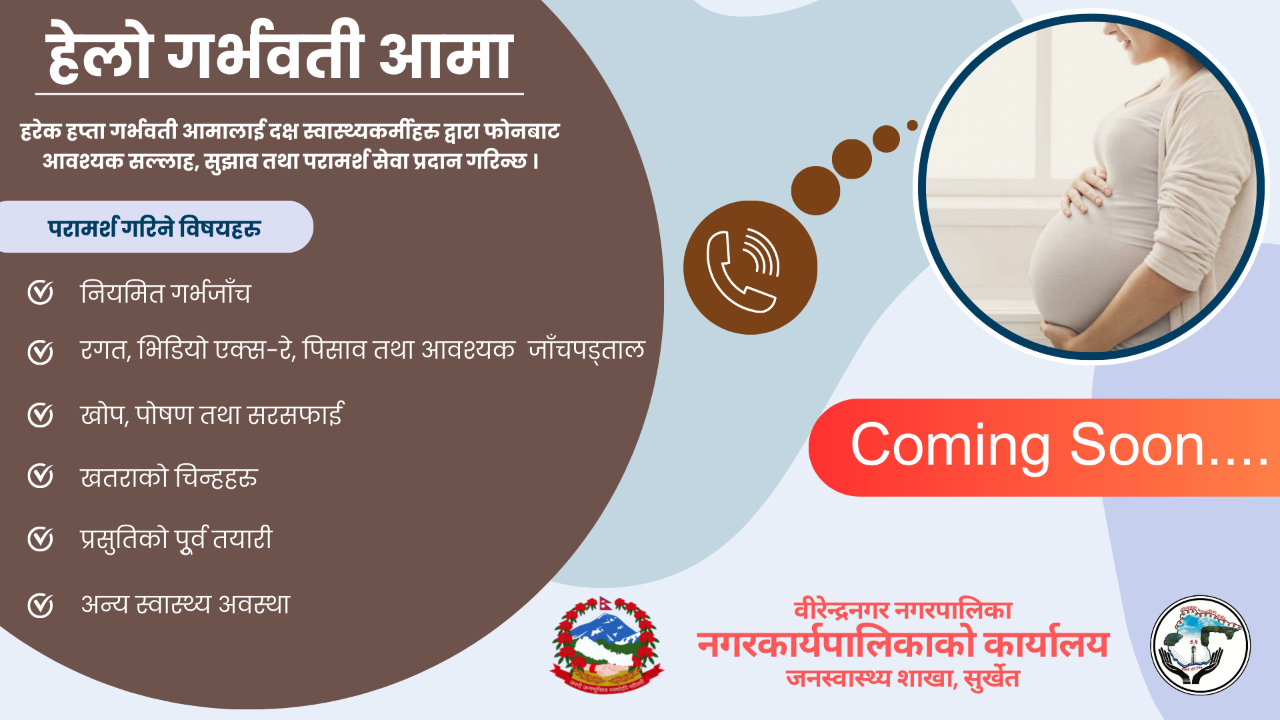 हेलो गर्भवती आमा
हरेक हप्ता गर्भवती आमालाई दक्ष स्वास्थ्यकर्मीहरु द्वारा फोनबाट
आवश्यक सल्लाह, सुझाव तथा परामर्श सेवा प्रदान गरिन्छ ।
परामर्श गरिने विषयहरु
नियमित गर्भजाँच
रगत, भिडियो एक्स-रे, पिसाव तथा आवश्यक जाँचपड्ताल
खोप, पोषण तथा सरसफाई
खतराको चिन्हहरु
प्रसुतिको पूर्व तयारी
अन्य स्वास्थ्य अवस्था
Coming Soon....
वीरेन्द्रनगर नगरपालिका
नगरकार्यपालिकाको कार्यालय
जनस्वास्थ्य शाखा, सुर्खेत